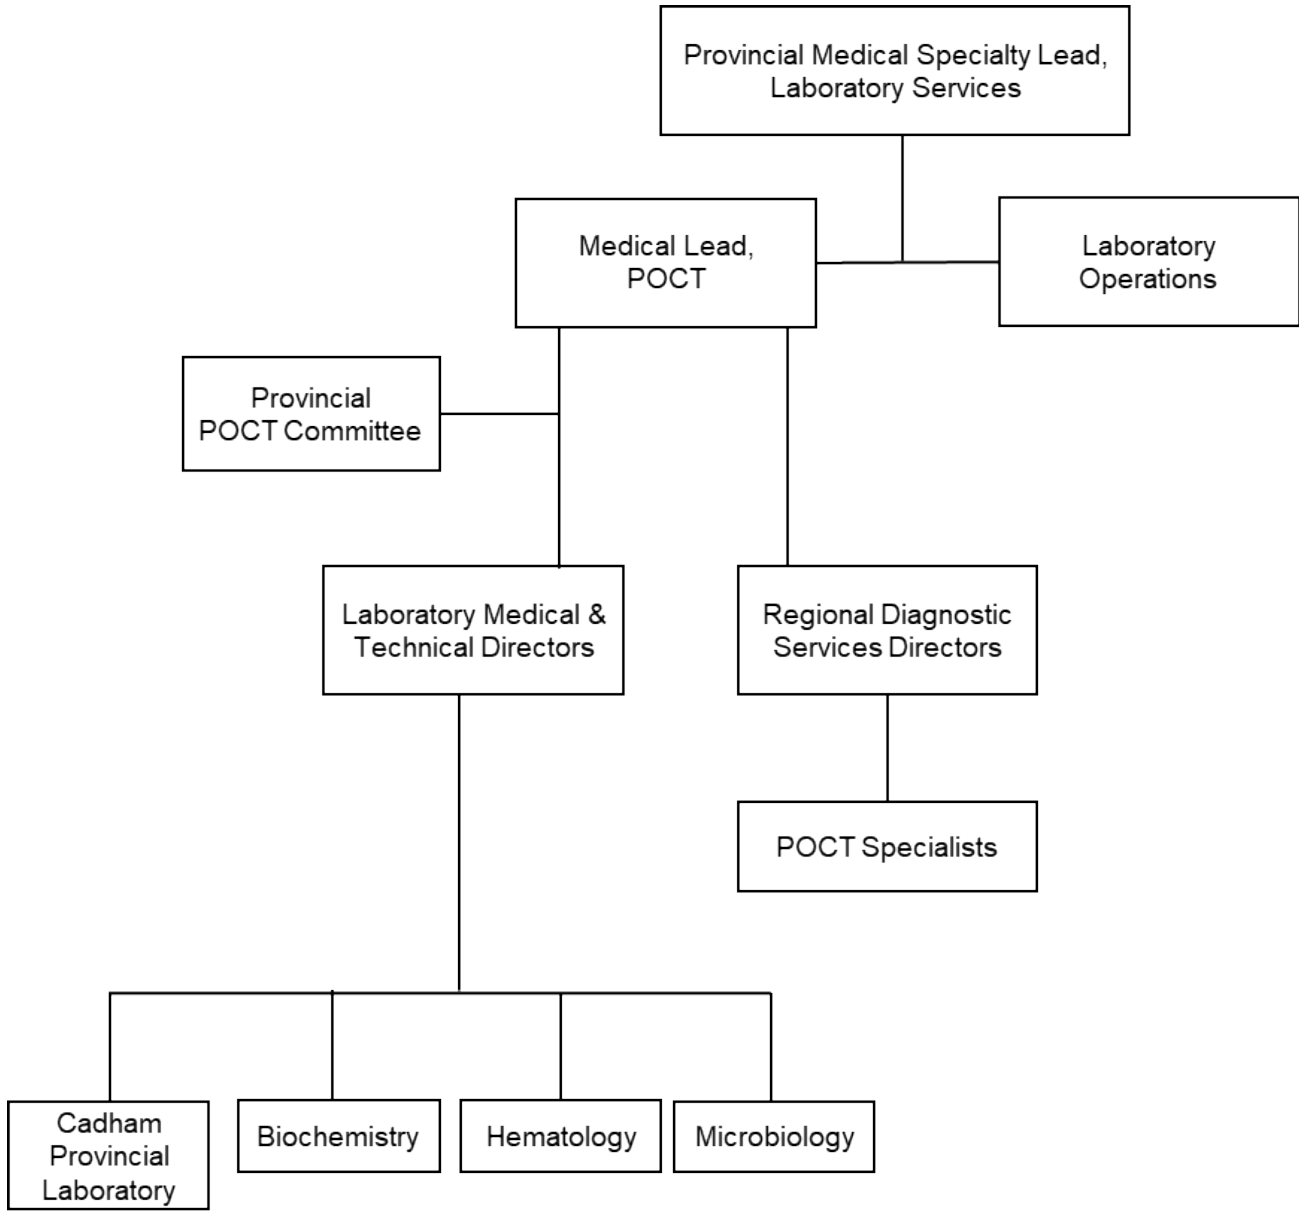 Provincial Medical Specialty Lead,
Laboratory Services
Medical Lead,
POCT
Laboratory
Operations
Provincial
POCT Committee
Laboratory Medical &
Technical Directors
Regional Diagnostic
Services Directors
POCT Specialists
Cadham
Provincial
Laboratory
Biochemistry
Hematology
Microbiology